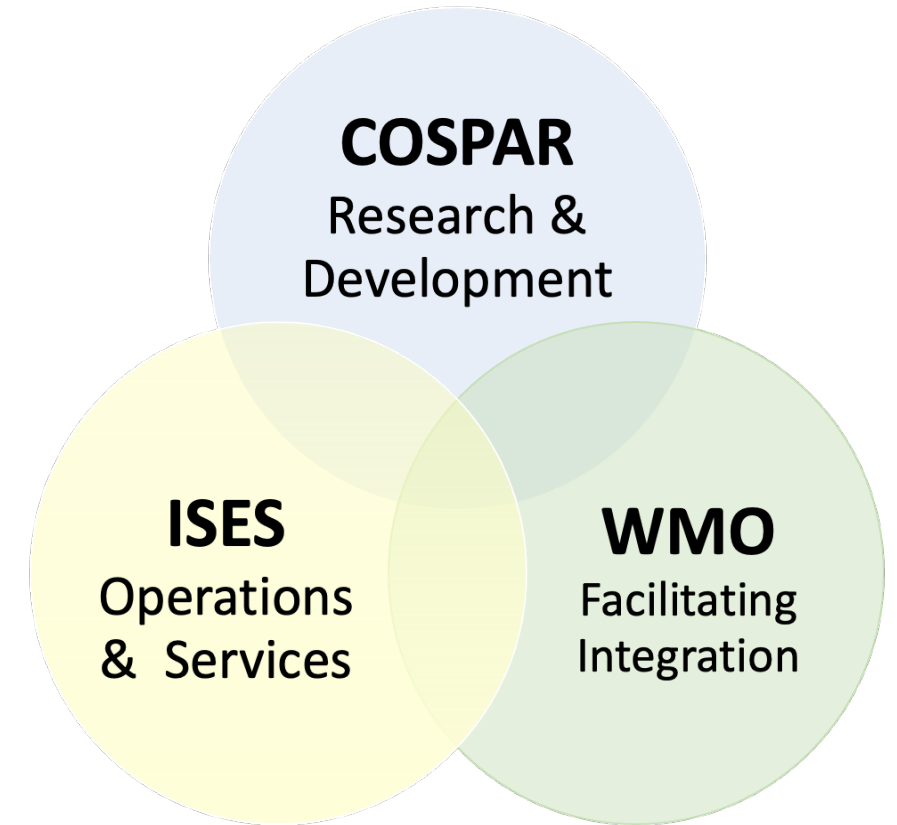 COSPAR
Research &
Development
ISES
Operations
& Services
WMO
Facilitating
Integration